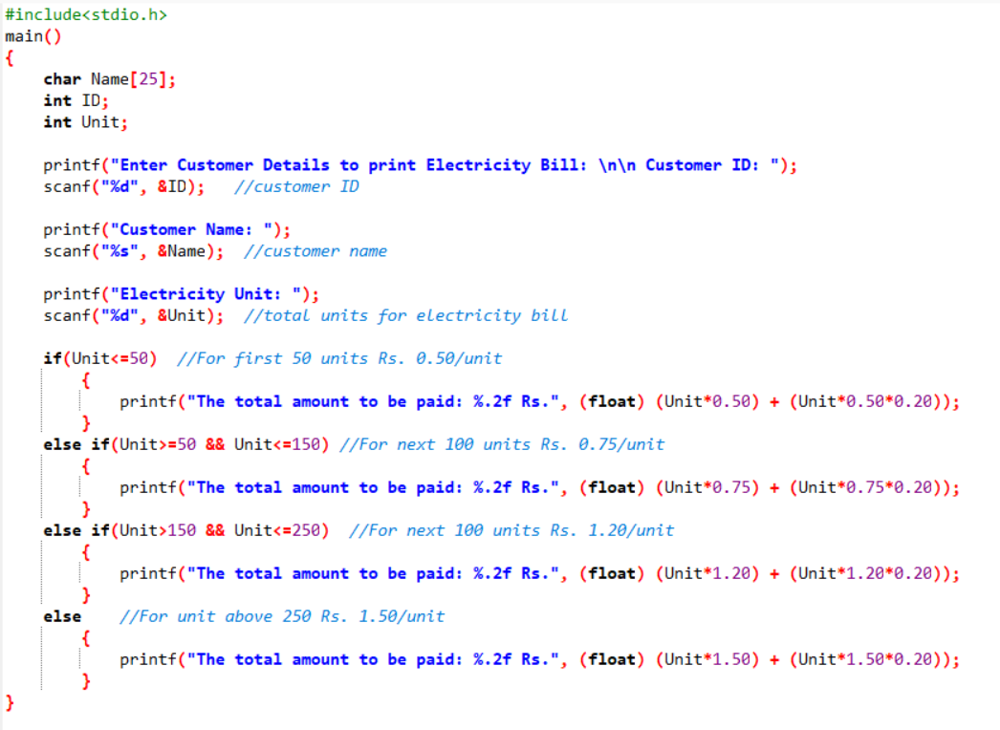 #include<stdio.h>
main()
{
char Name[25];
int ID;
int Unit;
printf("Enter Customer Details to print Electricity Bill: \n\n Customer ID: ");
scanf("%d", &ID); //customer ID
printf("Customer Name: ");
scanf("%s", &Name); //customer name
printf("Electricity Unit: ");
scanf("%d", &Unit); //total units for electricity bill
if(Unit<=50) //For first 50 units Rs. 0.50/unit
{
printf("The total amount to be paid: %.2f Rs.", (float) (Unit*0.50) + (Unit*0.50*0.20));
}
else if(Unit>=50 && Unit<=150) //For next 100 units Rs. 0.75/unit
{
printf("The total amount to be paid: %.2f Rs.", (float) (Unit*0.75) + (Unit*0.75*0.20));
}
else if(Unit>150 && Unit<=250) //For next 100 units Rs. 1.20/unit
{
printf("The total amount to be paid: %.2f Rs.", (float) (Unit*1.20) + (Unit*1.20*0.20));
}
else //For unit above 250 Rs. 1.50/unit
{
printf("The total amount to be paid: %.2f Rs.", (float) (Unit*1.50) + (Unit*1.50*0.20));
}
}